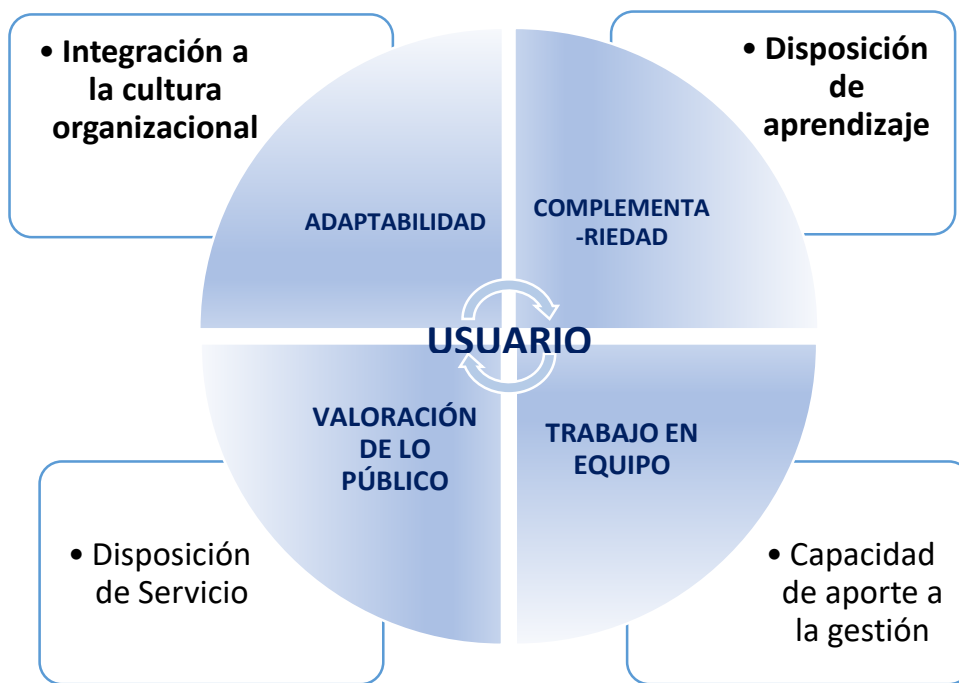 • Integración a
la cultura
organizacional
• Disposición
de
aprendizaje
ADAPTABILIDAD
COMPLEMENTA
-RIEDAD
USUARIO
VALORACIÓN
DE LO
PÚBLICO
TRABAJO EN
EQUIPO
• Disposición
de Servicio
• Capacidad
de aporte a
la gestión